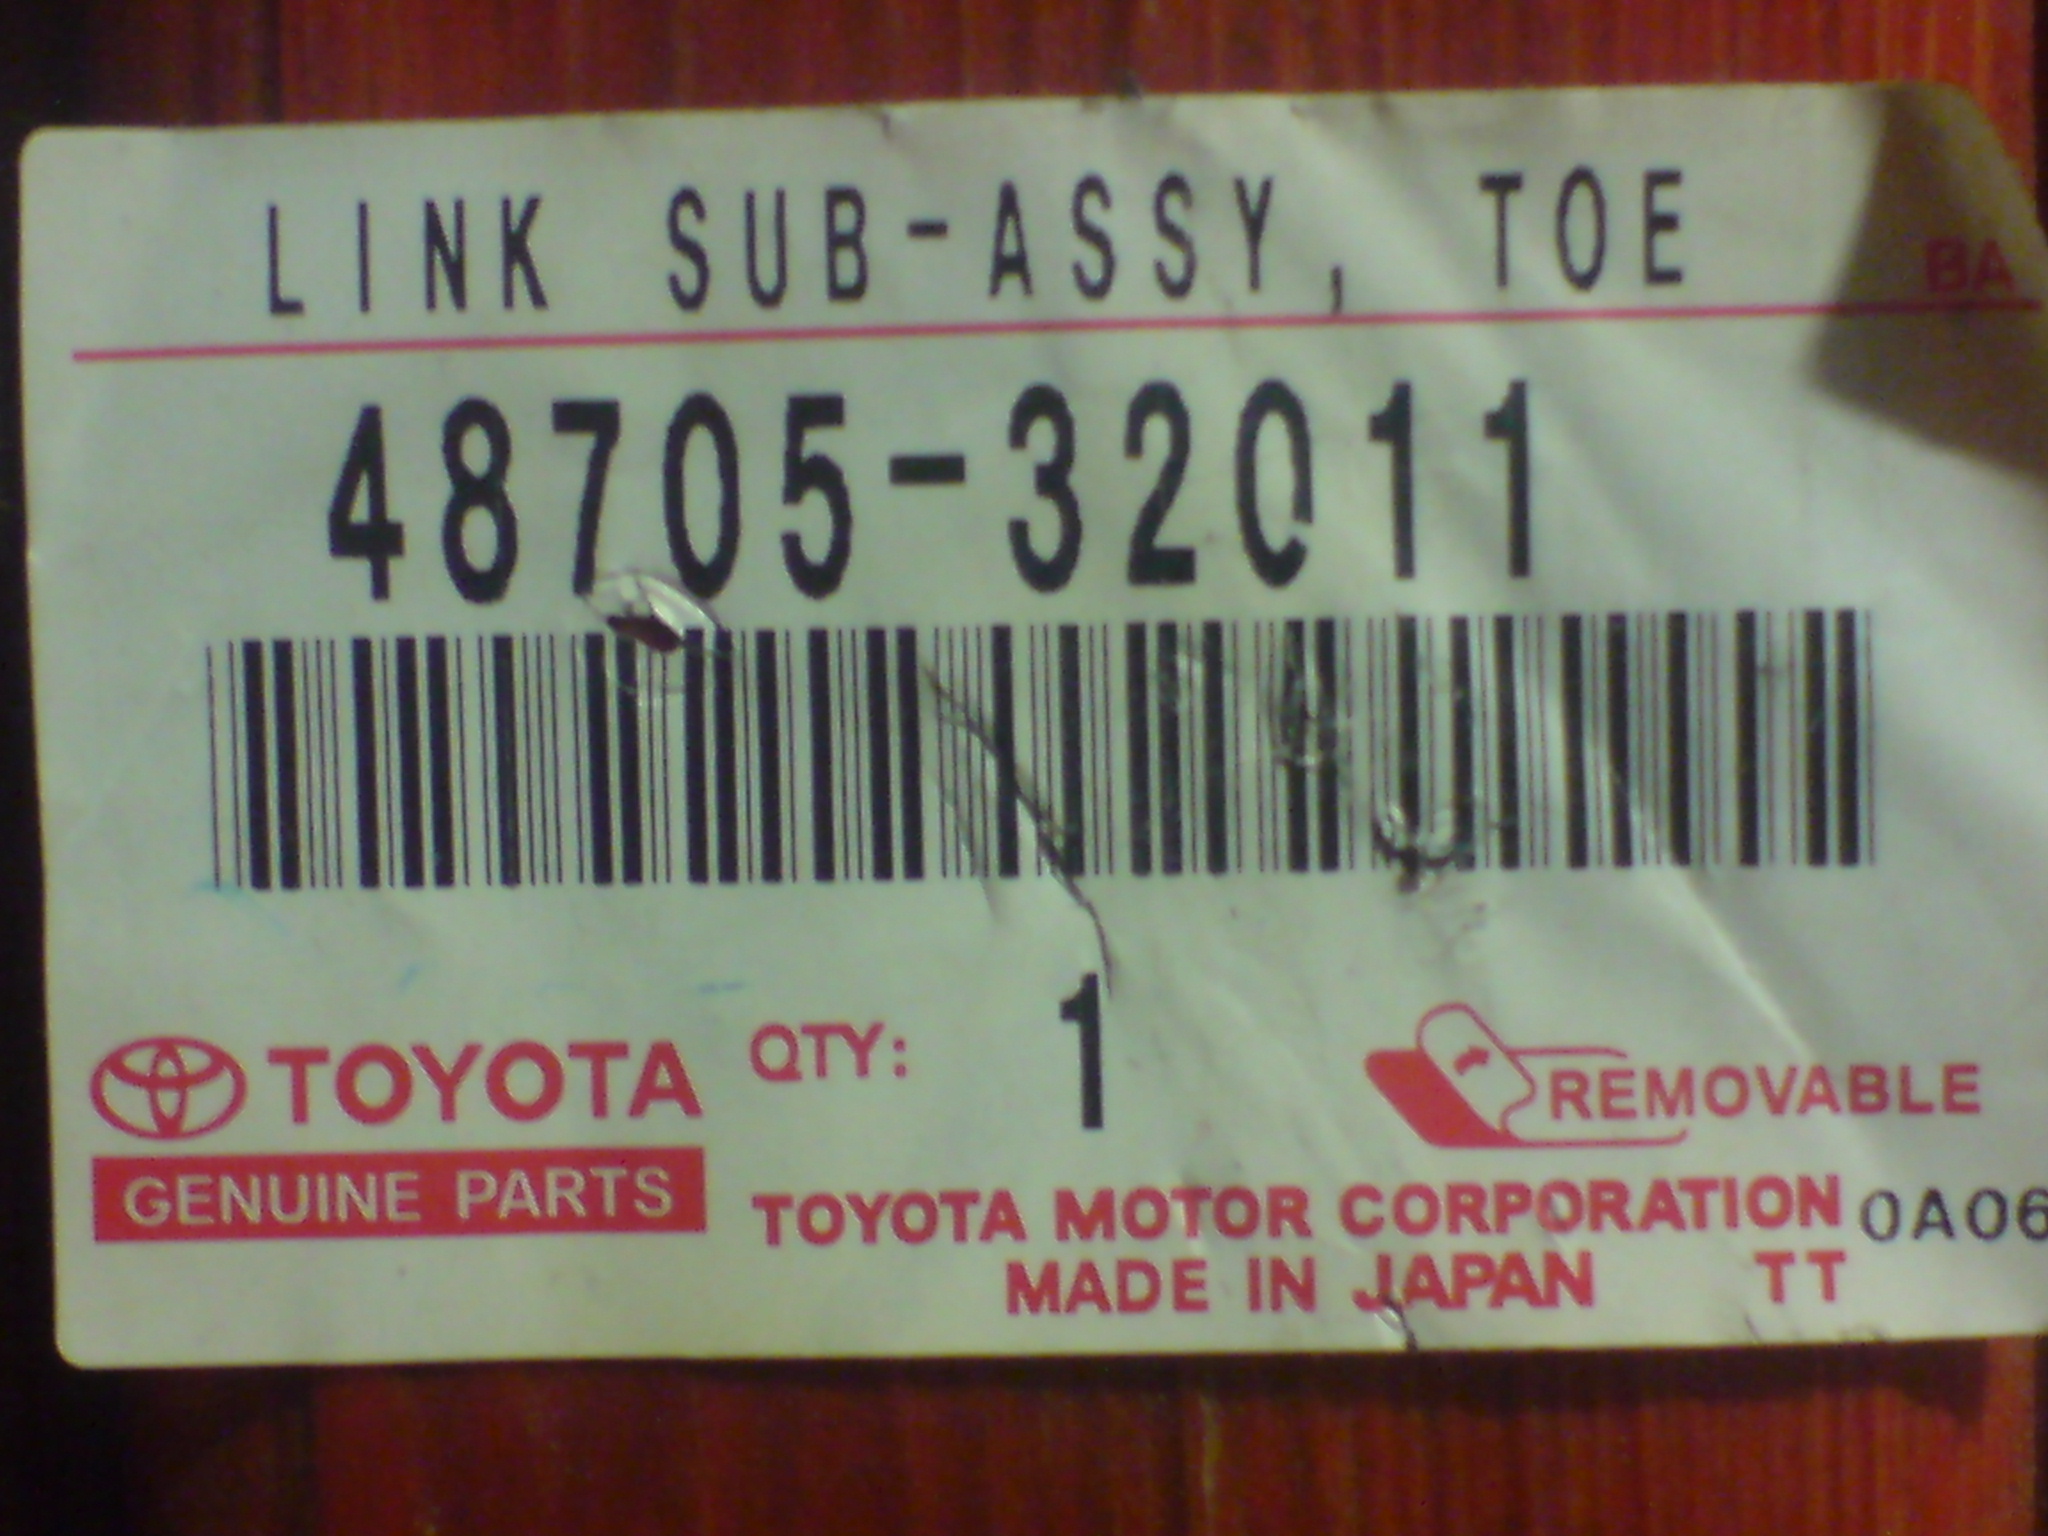 LINK SUB-ASSY, TOE
BA
48705-32011
TOYOTA
QTY: 1
REMOVABLE
GENUINE PARTS
TOYOTA MOTOR CORPORATION 0A06
MADE IN JAPAN TT